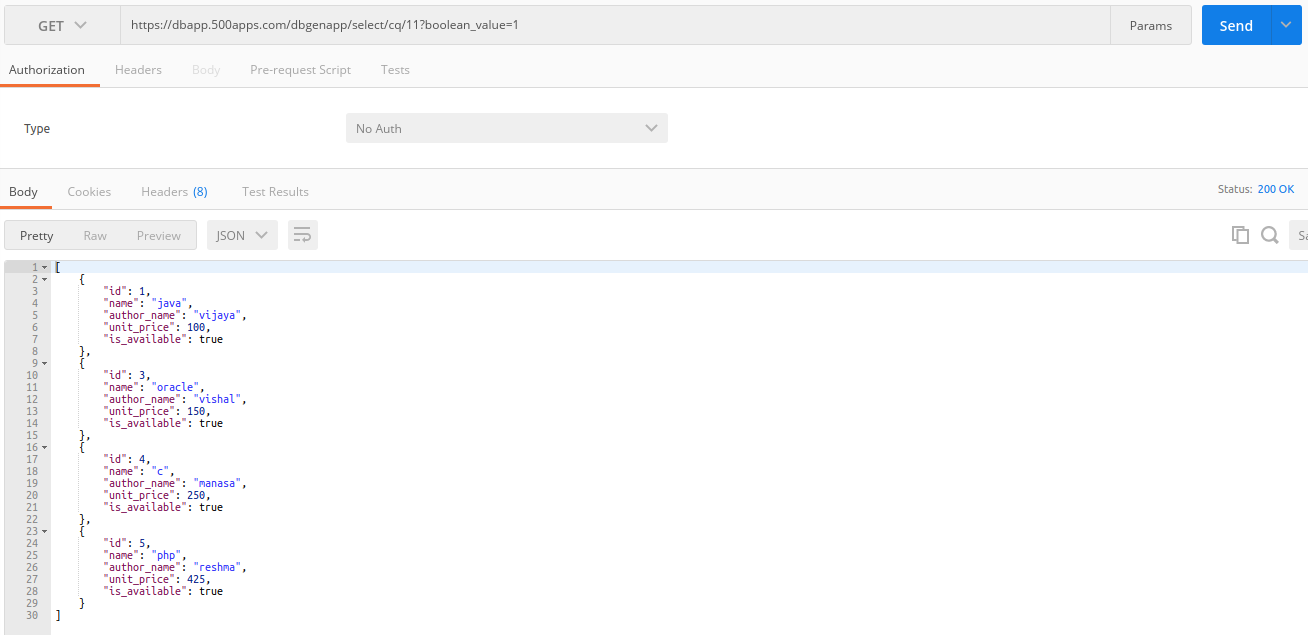 GET https://dbapp.500apps.com/dbgenapp/select/cq/11?boolean_value=1 Params Send
Authorization Headers Body Pre-request Script Tests
Type No Auth
Body Cookies Headers (8) Test Results Status: 200 OK
Pretty Raw Preview JSON Sa
1 [
2 {
3 "id": 1,
4 "name": "java",
5 "author_name": "vijaya",
6 "unit_price": 100,
7 "is_available": true
8 },
9 {
10 "id": 3,
11 "name": "oracle",
12 "author_name": "vishal",
13 "unit_price": 150,
14 "is_available": true
15 },
16 {
17 "id": 4,
18 "name": "c",
19 "author_name": "manasa",
20 "unit_price": 250,
21 "is_available": true
22 },
23 {
24 "id": 5,
25 "name": "php",
26 "author_name": "reshma",
27 "unit_price": 425,
28 "is_available": true
29 }
30 ]